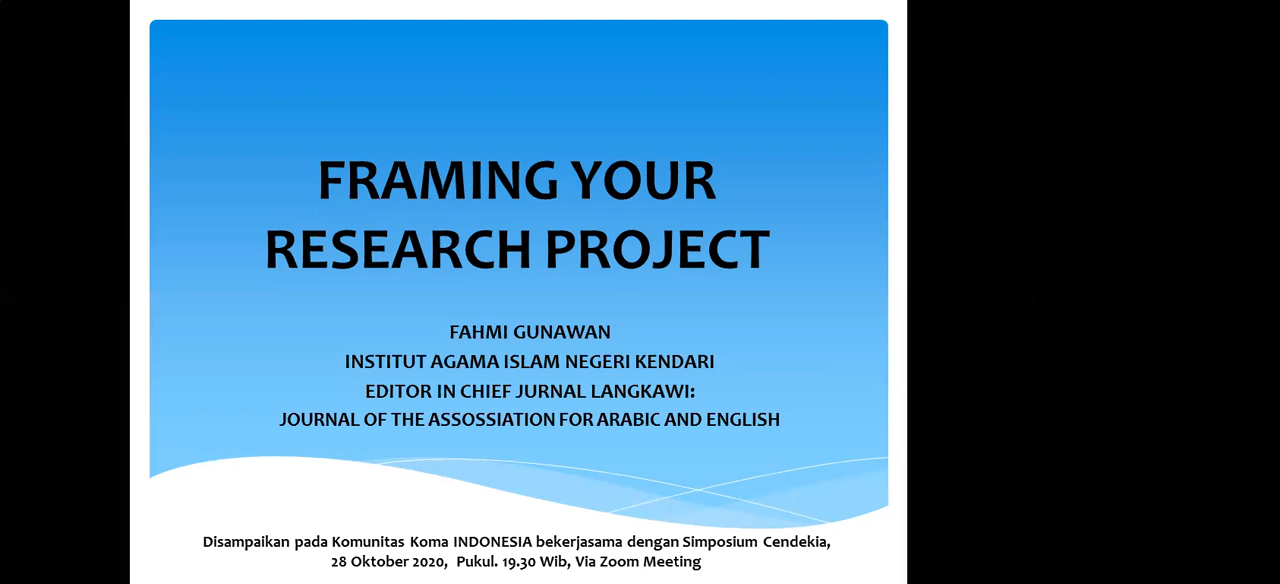 FRAMING YOUR
RESEARCH PROJECT
FAHMI GUNAWAN
INSTITUT AGAMA ISLAM NEGERI KENDARI
EDITOR IN CHIEF JURNAL LANGKAWI:
JOURNAL OF THE ASSOSSIATION FOR ARABIC AND ENGLISH
Disampaikan pada Komunitas Koma INDONESIA bekerjasama dengan Simposium Cendekia,
28 Oktober 2020, Pukul. 19.30 Wib, Via Zoom Meeting